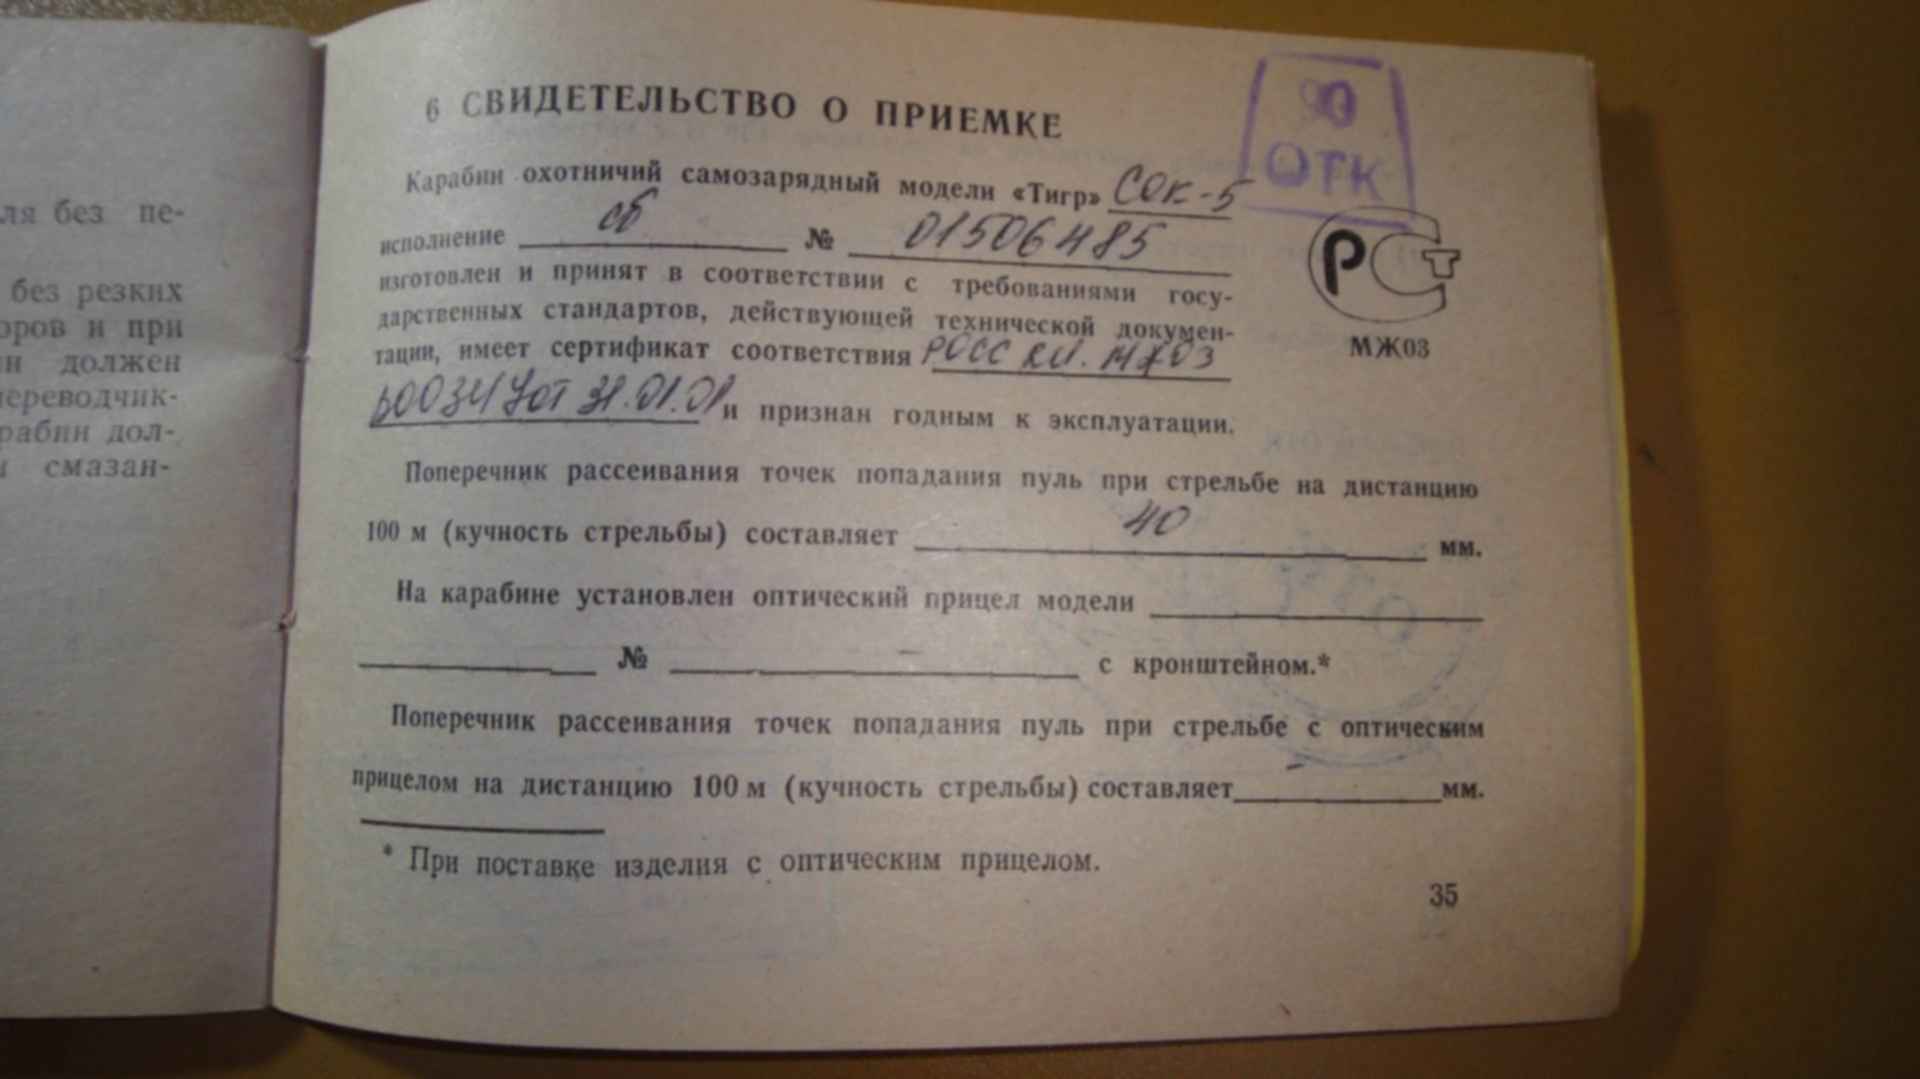 ля без пе-
без резких
оров и при
ен должен
переводчик-
рабин дол-
и смазан-
6 СВИДЕТЕЛЬСТВО О ПРИЕМКЕ
90
ОТК
Карабин охотничий самозарядный модели «Тигр» СОК-5
исполнение сб № 01506485
РСТ
МЖ03
изготовлен и принят в соответствии с требованиями госу-
дарственных стандартов, действующей технической докумен-
тации, имеет сертификат соответствия РОСС RU. МЖ03
от 31.01.01 и признан годным к эксплуатации.
Поперечник рассеивания точек попадания пуль при стрельбе на дистанцию
100 м (кучность стрельбы) составляет 40 мм.
На карабине установлен оптический прицел модели
№ с кронштейном.*
Поперечник рассеивания точек попадания пуль при стрельбе с оптическим
прицелом на дистанцию 100 м (кучность стрельбы) составляет - мм.
* При поставке изделия с оптическим прицелом.
35